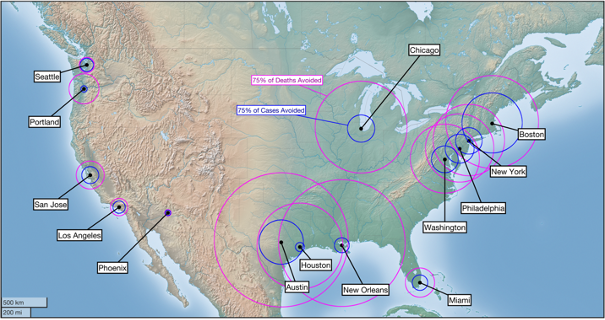 Chicago
Seattle
75% of Deaths Avoided
Portland
75% of Cases Avoided
Boston
New York
San Jose
Philadelphia
Washington
Los Angeles
Phoenix
Houston
Austin
New Orleans
Miami
500 km
200 mi